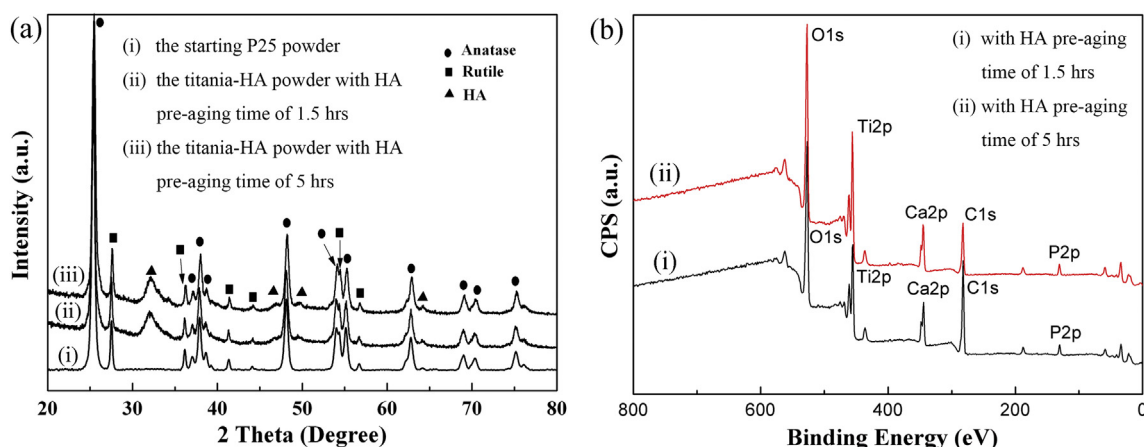 (a)
(i) the starting P25 powder
(ii) the titania-HA powder with HA
pre-aging time of 1.5 hrs
(iii) the titania-HA powder with HA
pre-aging time of 5 hrs
Anatase
Rutile
HA
(iii)
(ii)
(i)
Intensity (a.u.)
20 30 40 50 60 70 80
2 Theta (Degree)
(b)
(i) with HA pre-aging
time of 1.5 hrs
(ii) with HA pre-aging
time of 5 hrs
O1s
Ti2p
(ii)
Ca2p
C1s
P2p
O1s
(i)
Ti2p
Ca2p
C1s
P2p
CPS (a.u.)
800 600 400 200 0
Binding Energy (eV)